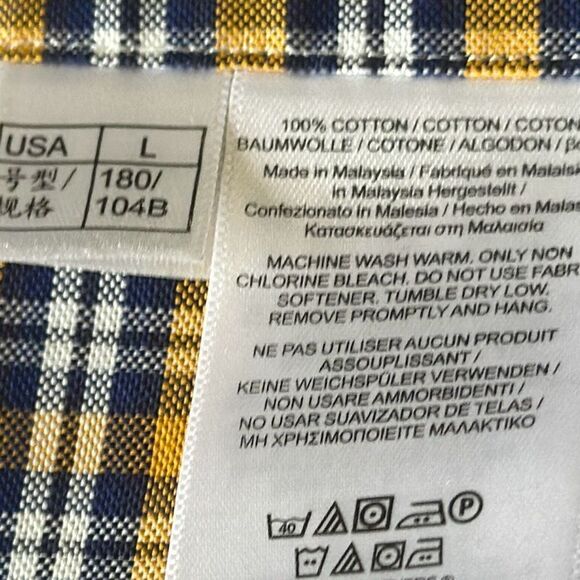 USA L
号型/ 180/
规格 104B
100% COTTON / COTTON / COTON
BAUMWOLLE / COTONE / ALGODON /
Made in Malaysia / Fabriqué en Malais
in Malaysia Hergestellt /
Confezionato in Malesia / Hecho en Malas
Κατασκευάζεται στη Μαλαισία
MACHINE WASH WARM. ONLY NON
CHLORINE BLEACH. DO NOT USE FABR
SOFTENER. TUMBLE DRY LOW.
REMOVE PROMPTLY AND HANG.
NE PAS UTILISER AUCUN PRODUIT
ASSOUPLISSANT /
KEINE WEICHSPÜLER VERWENDEN /
NON USARE AMMORBIDENTI /
NO USAR SUAVIZADOR DE TELAS /
ΜΗ ΧΡΗΣΙΜΟΠΟΙΕΙΤΕ ΜΑΛΑΚΤΙΚΟ
40 P